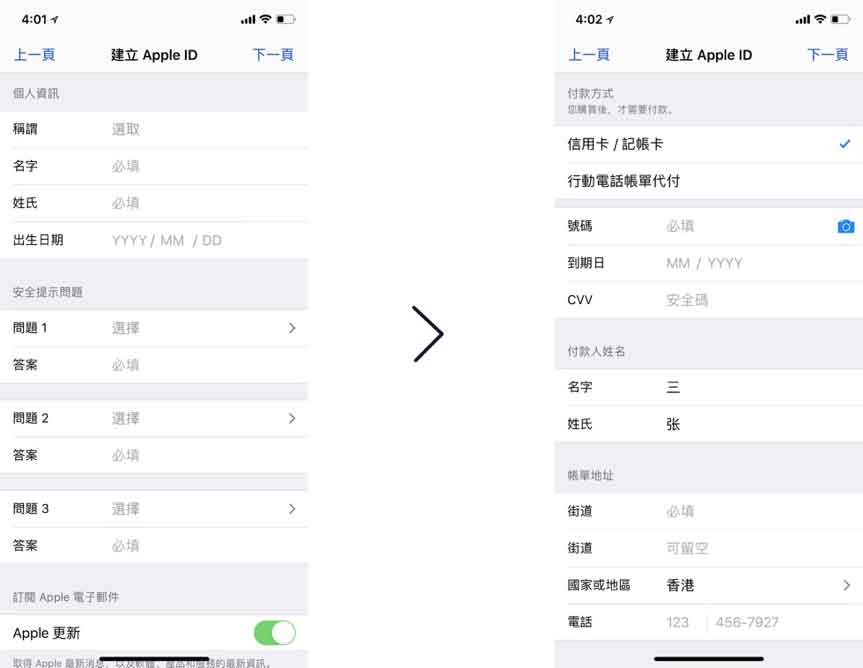 4:01
上一頁 建立 Apple ID 下一頁
個人資訊
稱謂 選取
名字 必填
姓氏 必填
出生日期 YYYY / MM / DD
安全提示問題
問題 1 選擇
答案 必填
問題 2 選擇
答案 必填
問題 3 選擇
答案 必填
訂閱 Apple 電子郵件
Apple 更新
取得 Apple 最新消息、以及軟體、產品和服務的最新資訊。
4:02
上一頁 建立 Apple ID 下一頁
付款方式
您購買後，才需要付款。
信用卡 / 記帳卡
行動電話帳單代付
號碼 必填
到期日 MM / YYYY
CVV 安全碼
付款人姓名
名字 三
姓氏 张
帳單地址
街道 必填
街道 可留空
國家或地區 香港
電話 123 456-7927